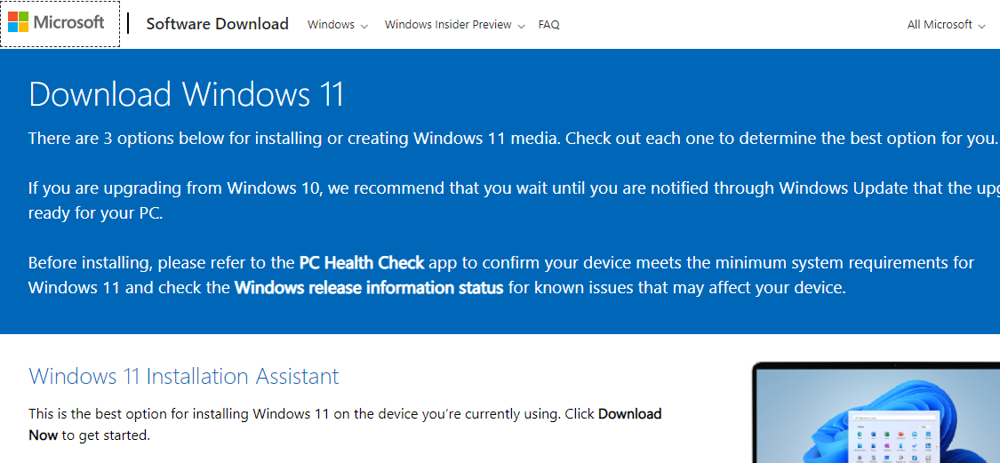 Microsoft Software Download Windows Windows Insider Preview FAQ All Microsoft
Download Windows 11
There are 3 options below for installing or creating Windows 11 media. Check out each one to determine the best option for you.
If you are upgrading from Windows 10, we recommend that you wait until you are notified through Windows Update that the upg
ready for your PC.
Before installing, please refer to the PC Health Check app to confirm your device meets the minimum system requirements for
Windows 11 and check the Windows release information status for known issues that may affect your device.
Windows 11 Installation Assistant
This is the best option for installing Windows 11 on the device you’re currently using. Click Download
Now to get started.